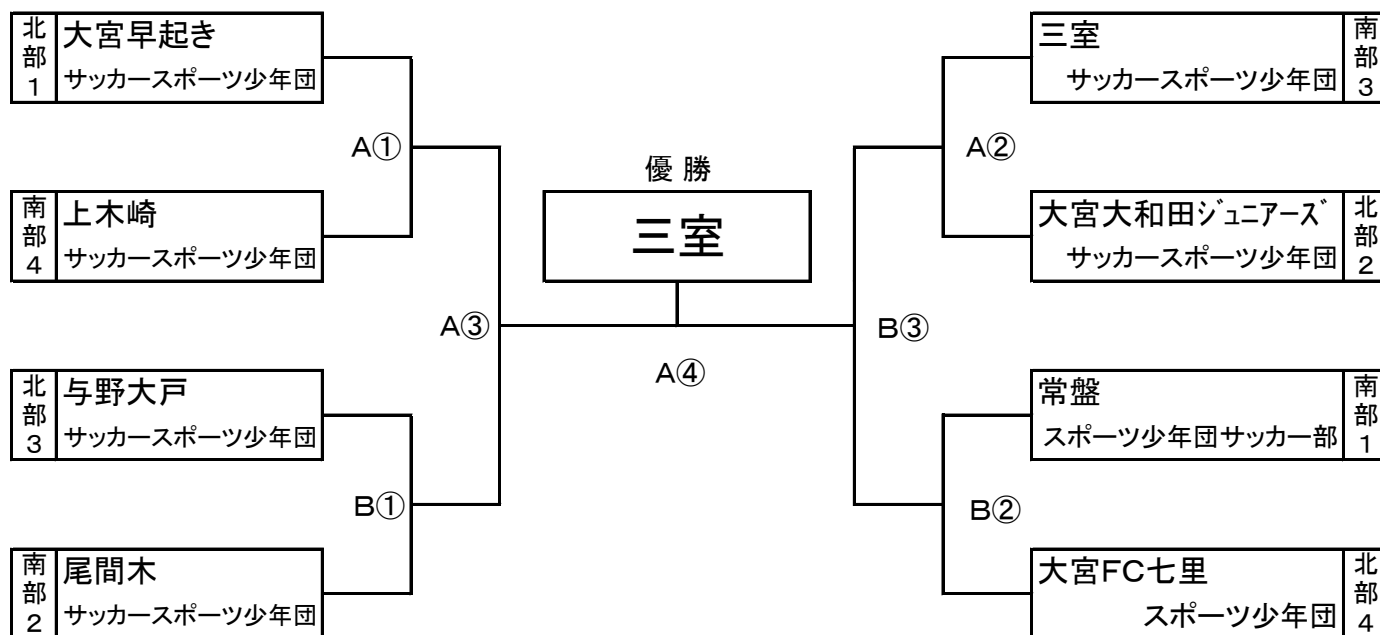 北部1
大宮早起き
サッカースポーツ少年団
南部4
上木崎
サッカースポーツ少年団
北部3
与野大戸
サッカースポーツ少年団
南部2
尾間木
サッカースポーツ少年団
A①
B①
A③
優 勝
三室
A④
B③
A②
B②
三室
サッカースポーツ少年団
南部3
大宮大和田ｼﾞｭﾆｱｰｽﾞ
サッカースポーツ少年団
北部2
常盤
スポーツ少年団サッカー部
南部1
大宮FC七里
スポーツ少年団
北部4